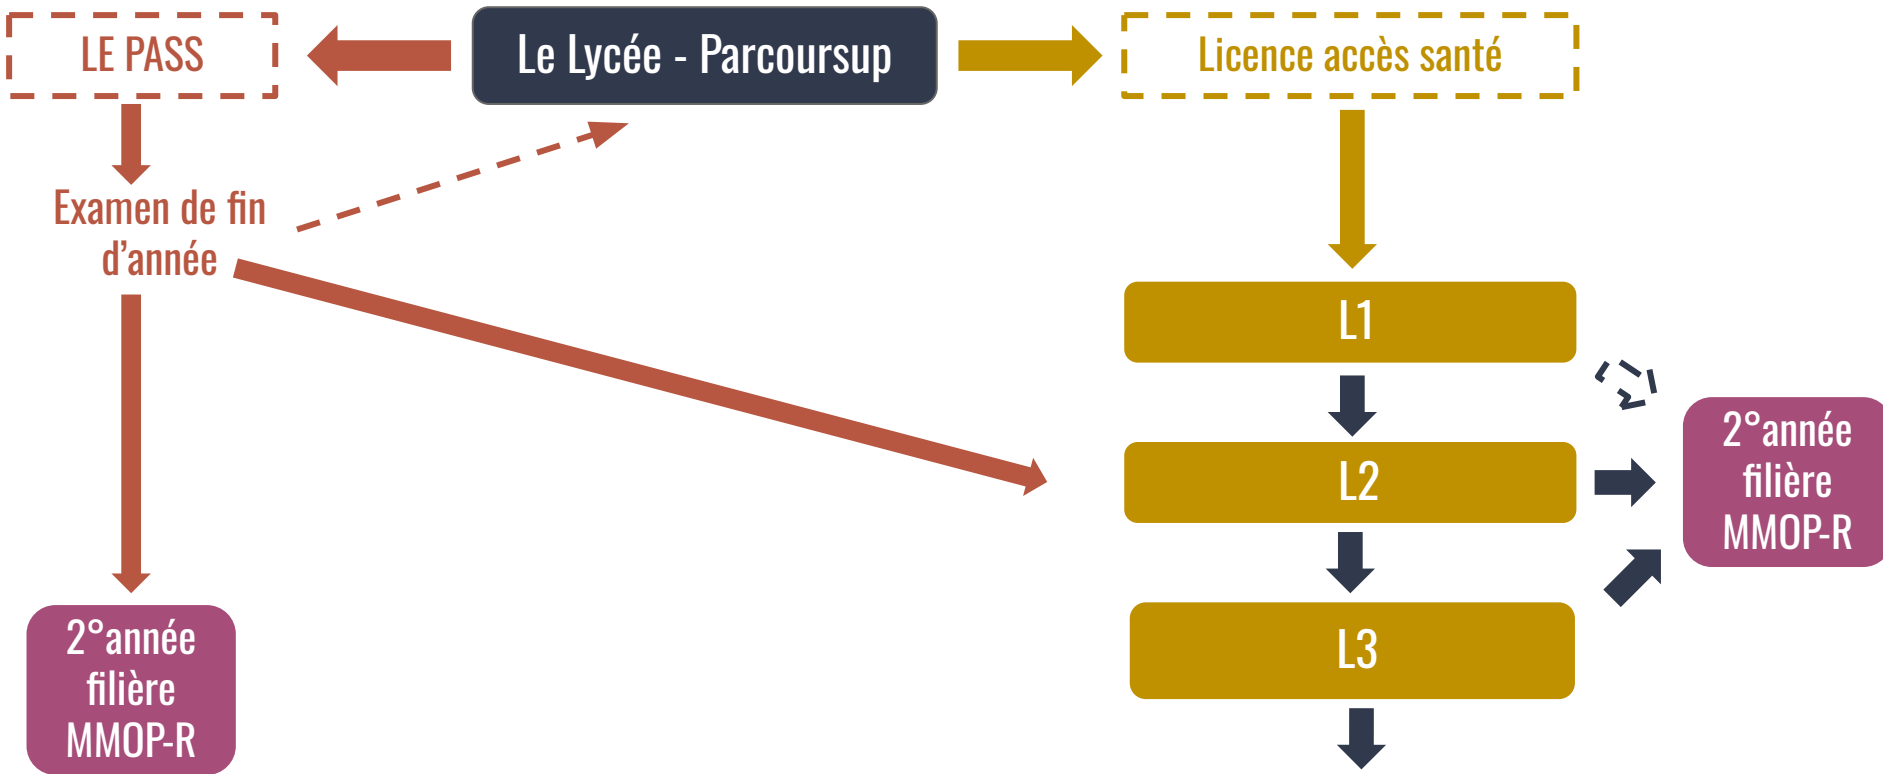 LE PASS
Le Lycée - Parcoursup
Licence accès santé
Examen de fin
d’année
L1
L2
L3
2°année
filière
MMOP-R
2°année
filière
MMOP-R